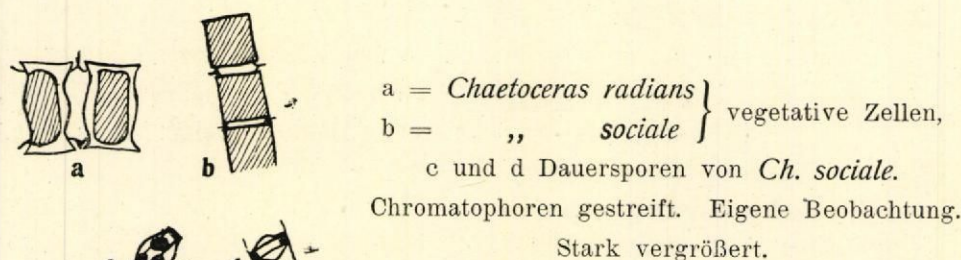 a = Chaetoceras radians
b = „ sociale } vegetative Zellen,
c und d Dauersporen von Ch. sociale.
Chromatophoren gestreift. Eigene Beobachtung.
Stark vergrößert.
a
b